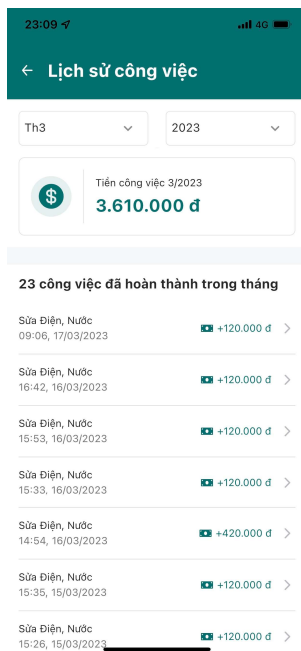 23:09
4G
Lịch sử công việc
Th3
2023
Tiền công việc 3/2023
3.610.000 đ
23 công việc đã hoàn thành trong tháng
Sửa Điện, Nước
+120.000 đ
09:06, 17/03/2023
Sửa Điện, Nước
+120.000 đ
16:42, 16/03/2023
Sửa Điện, Nước
+120.000 đ
15:53, 16/03/2023
Sửa Điện, Nước
+120.000 đ
15:33, 16/03/2023
Sửa Điện, Nước
+420.000 đ
14:54, 16/03/2023
Sửa Điện, Nước
+120.000 đ
15:35, 15/03/2023
Sửa Điện, Nước
+120.000 đ
15:26, 15/03/2023